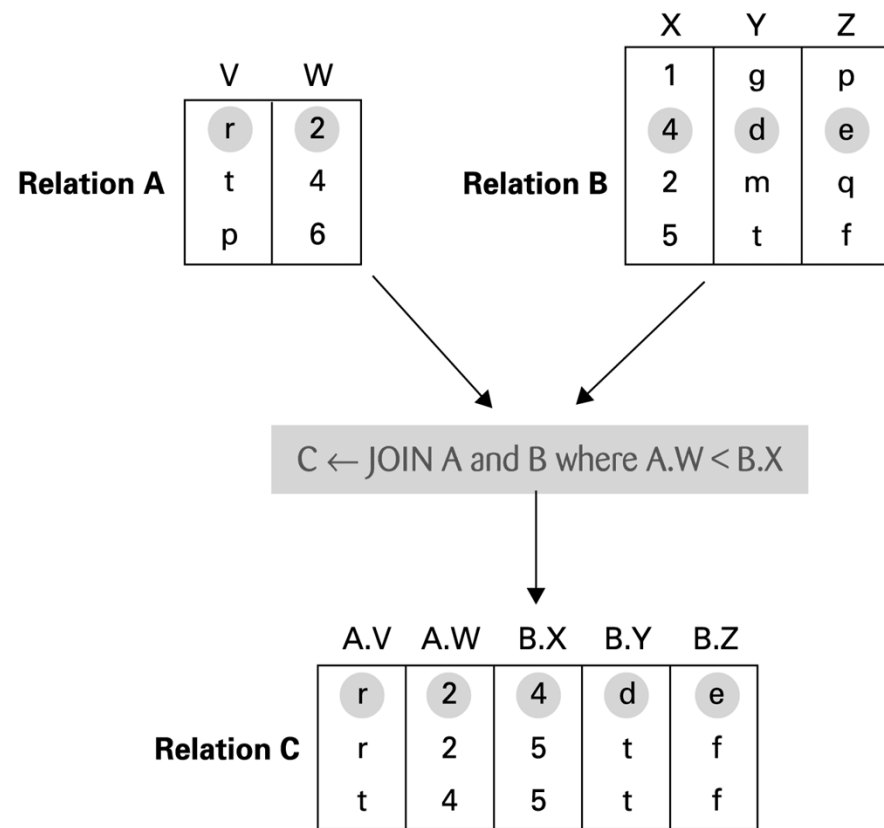 V W
r 2
Relation A t 4
p 6
X Y Z
1 g p
4 d e
Relation B 2 m q
5 t f
C ← JOIN A and B where A.W < B.X
A.V A.W B.X B.Y B.Z
r 2 4 d e
Relation C r 2 5 t f
t 4 5 t f